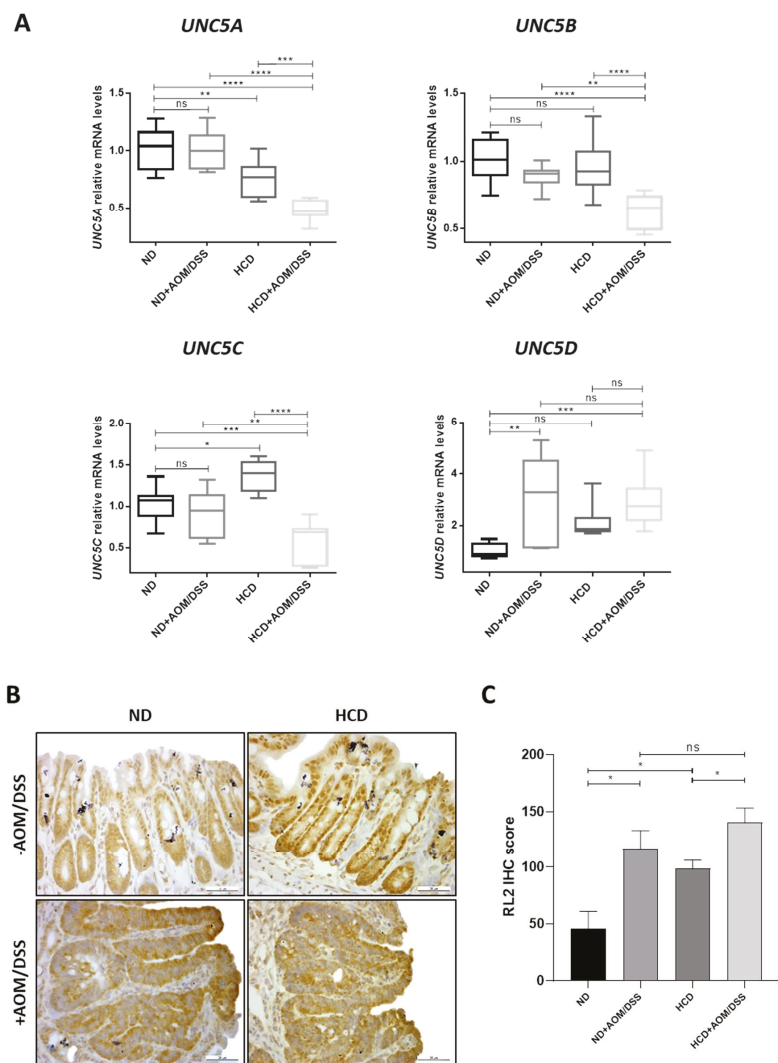 A
UNC5A
UNC5B
***
****
****
**
ns
1.5
1.0
0.5
UNC5A relative mRNA levels
ND
ND+AOM/DSS
HCD
HCD+AOM/DSS
****
**
****
ns
ns
1.5
1.0
0.5
UNC5B relative mRNA levels
ND
ND+AOM/DSS
HCD
HCD+AOM/DSS
UNC5C
UNC5D
****
**
***
*
ns
2.0
1.5
1.0
0.5
UNC5C relative mRNA levels
ND
ND+AOM/DSS
HCD
HCD+AOM/DSS
ns
ns
***
ns
**
6
4
2
UNC5D relative mRNA levels
ND
ND+AOM/DSS
HCD
HCD+AOM/DSS
B
ND
HCD
-AOM/DSS
+AOM/DSS
C
ns
*
*
*
200
150
100
50
0
RL2 IHC score
ND
ND+AOM/DSS
HCD
HCD+AOM/DSS